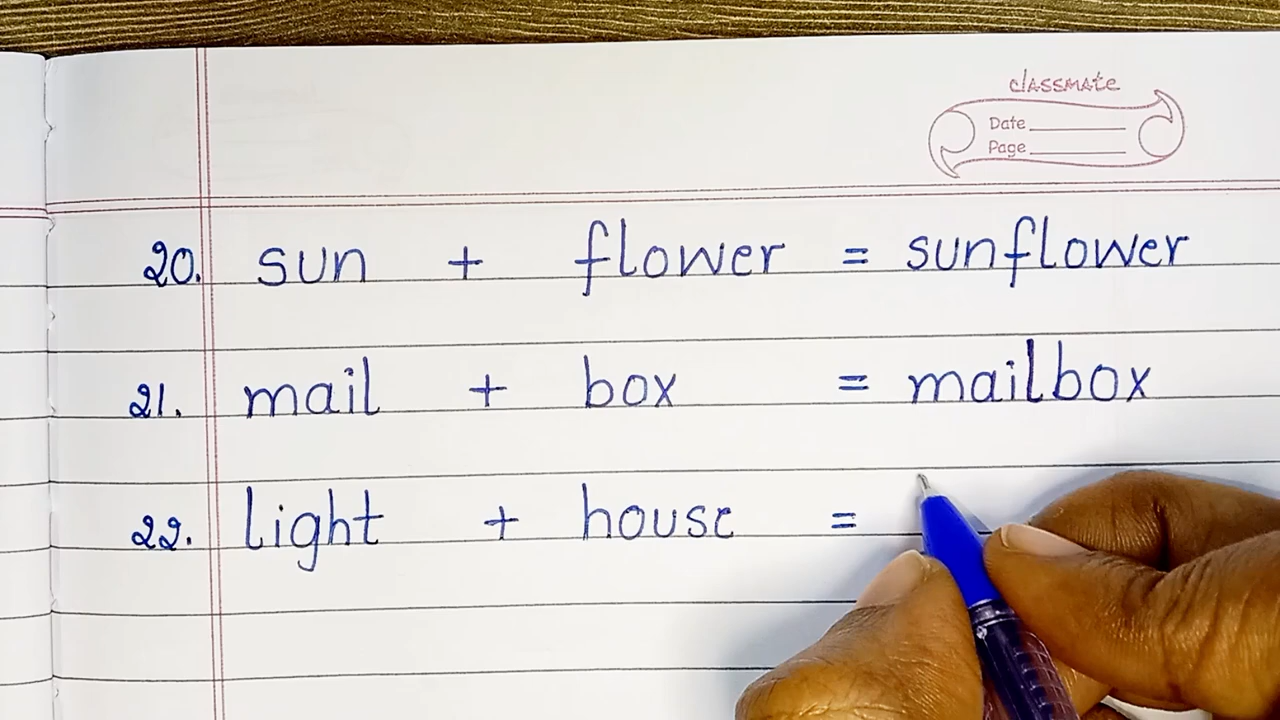 classmate
Date
Page
20. sun + flower = sunflower
21. mail + box = mailbox
22. light + house =